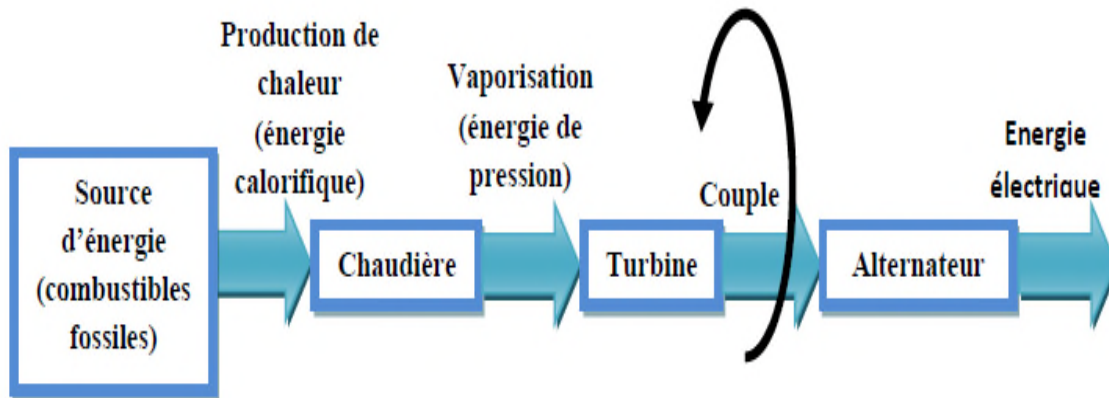 Production de
chaleur
(énergie
calorifique)
Vaporisation
(énergie de
pression)
Couple
Energie
électrique
Source
d’énergie
(combustibles
fossiles)
Chaudière
Turbine
Alternateur